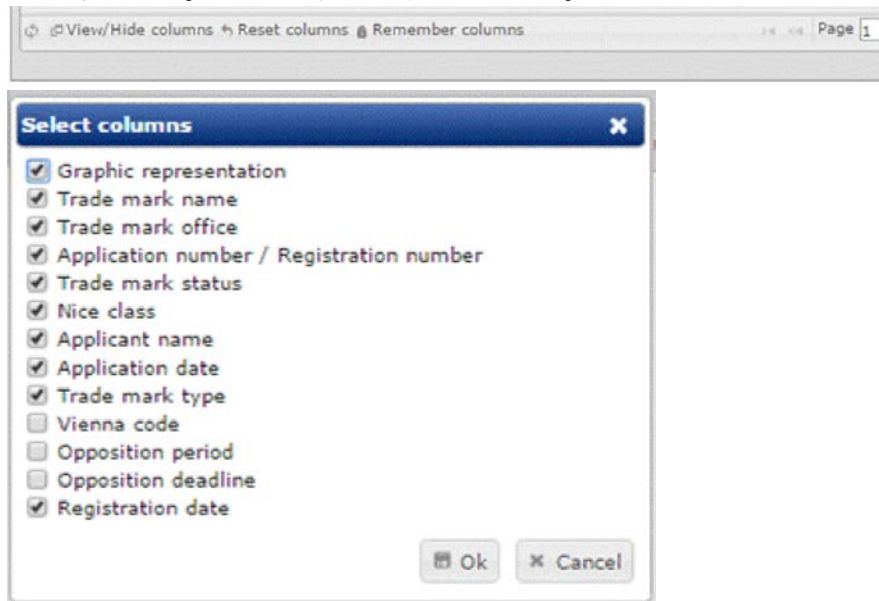 View/Hide columns Reset columns Remember columns Page 1
Select columns
Graphic representation
Trade mark name
Trade mark office
Application number / Registration number
Trade mark status
Nice class
Applicant name
Application date
Trade mark type
Vienna code
Opposition period
Opposition deadline
Registration date
Ok Cancel